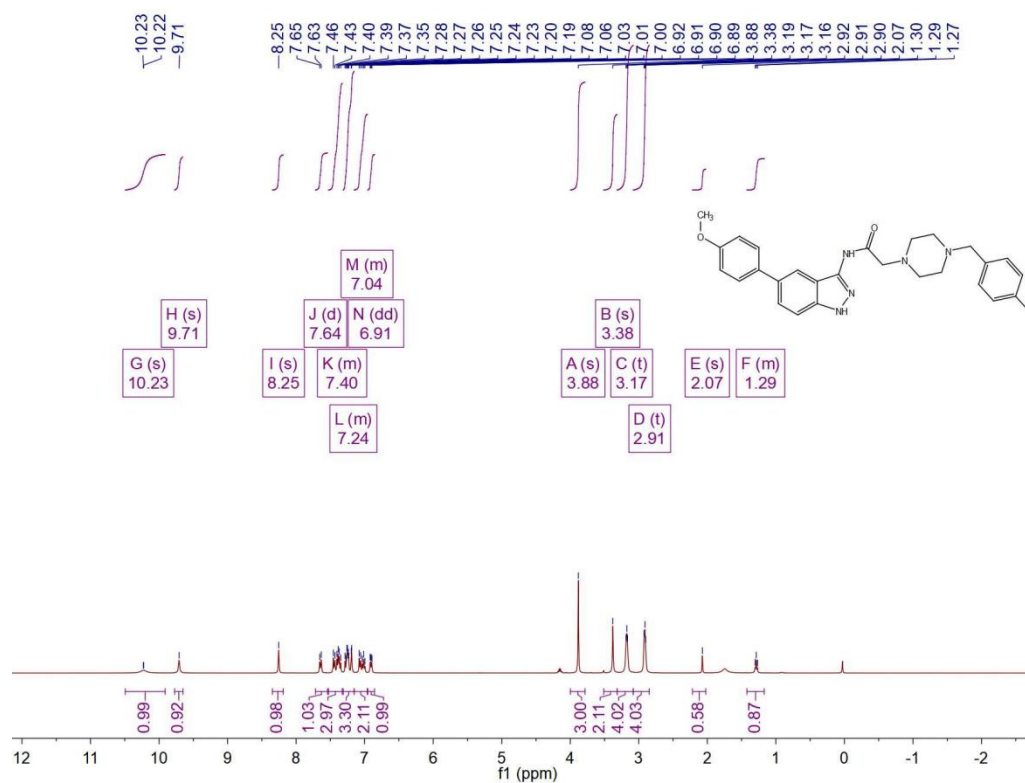 10.23
10.22
9.71
8.25
7.65
7.63
7.46
7.43
7.40
7.39
7.37
7.35
7.28
7.27
7.26
7.25
7.24
7.23
7.20
7.19
7.08
7.06
7.03
7.01
7.00
6.92
6.91
6.90
6.89
3.88
3.38
3.19
3.17
3.16
2.92
2.91
2.90
2.07
1.30
1.29
1.27
CH3
O
O
NH
N
N
N
NH
M (m)
7.04
H (s)
9.71
J (d)
7.64
N (dd)
6.91
B (s)
3.38
G (s)
10.23
I (s)
8.25
K (m)
7.40
A (s)
3.88
C (t)
3.17
E (s)
2.07
F (m)
1.29
L (m)
7.24
D (t)
2.91
0.99
0.92
0.98
1.03
2.97
3.30
2.11
0.99
3.00
2.11
4.02
4.03
0.58
0.87
12 11 10 9 8 7 6 5 4 3 2 1 0 -1 -2
f1 (ppm)